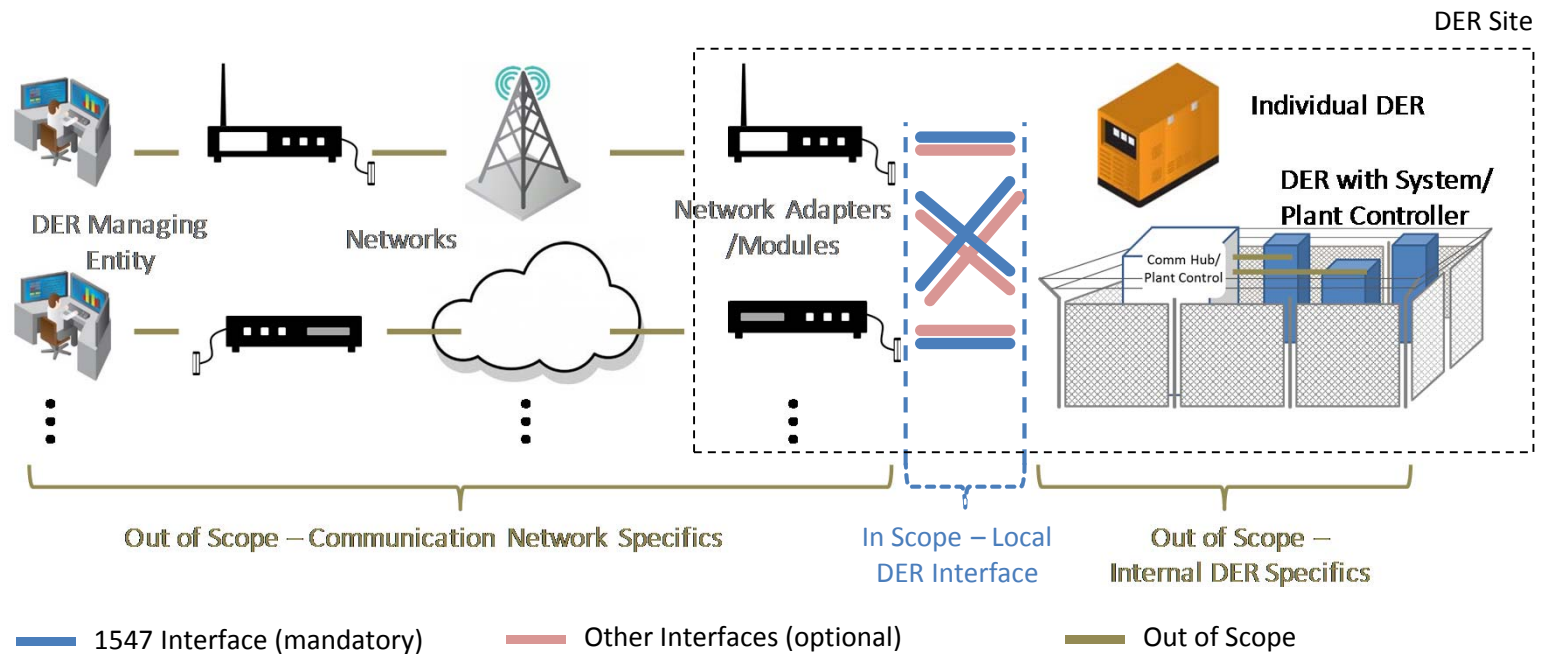 DER Site
Individual DER
DER with System/
Plant Controller
DER Managing
Entity
Networks
Network Adapters
/Modules
Comm Hub/
Plant Control
Out of Scope – Communication Network Specifics
In Scope – Local
DER Interface
Out of Scope –
Internal DER Specifics
1547 Interface (mandatory)
Other Interfaces (optional)
Out of Scope